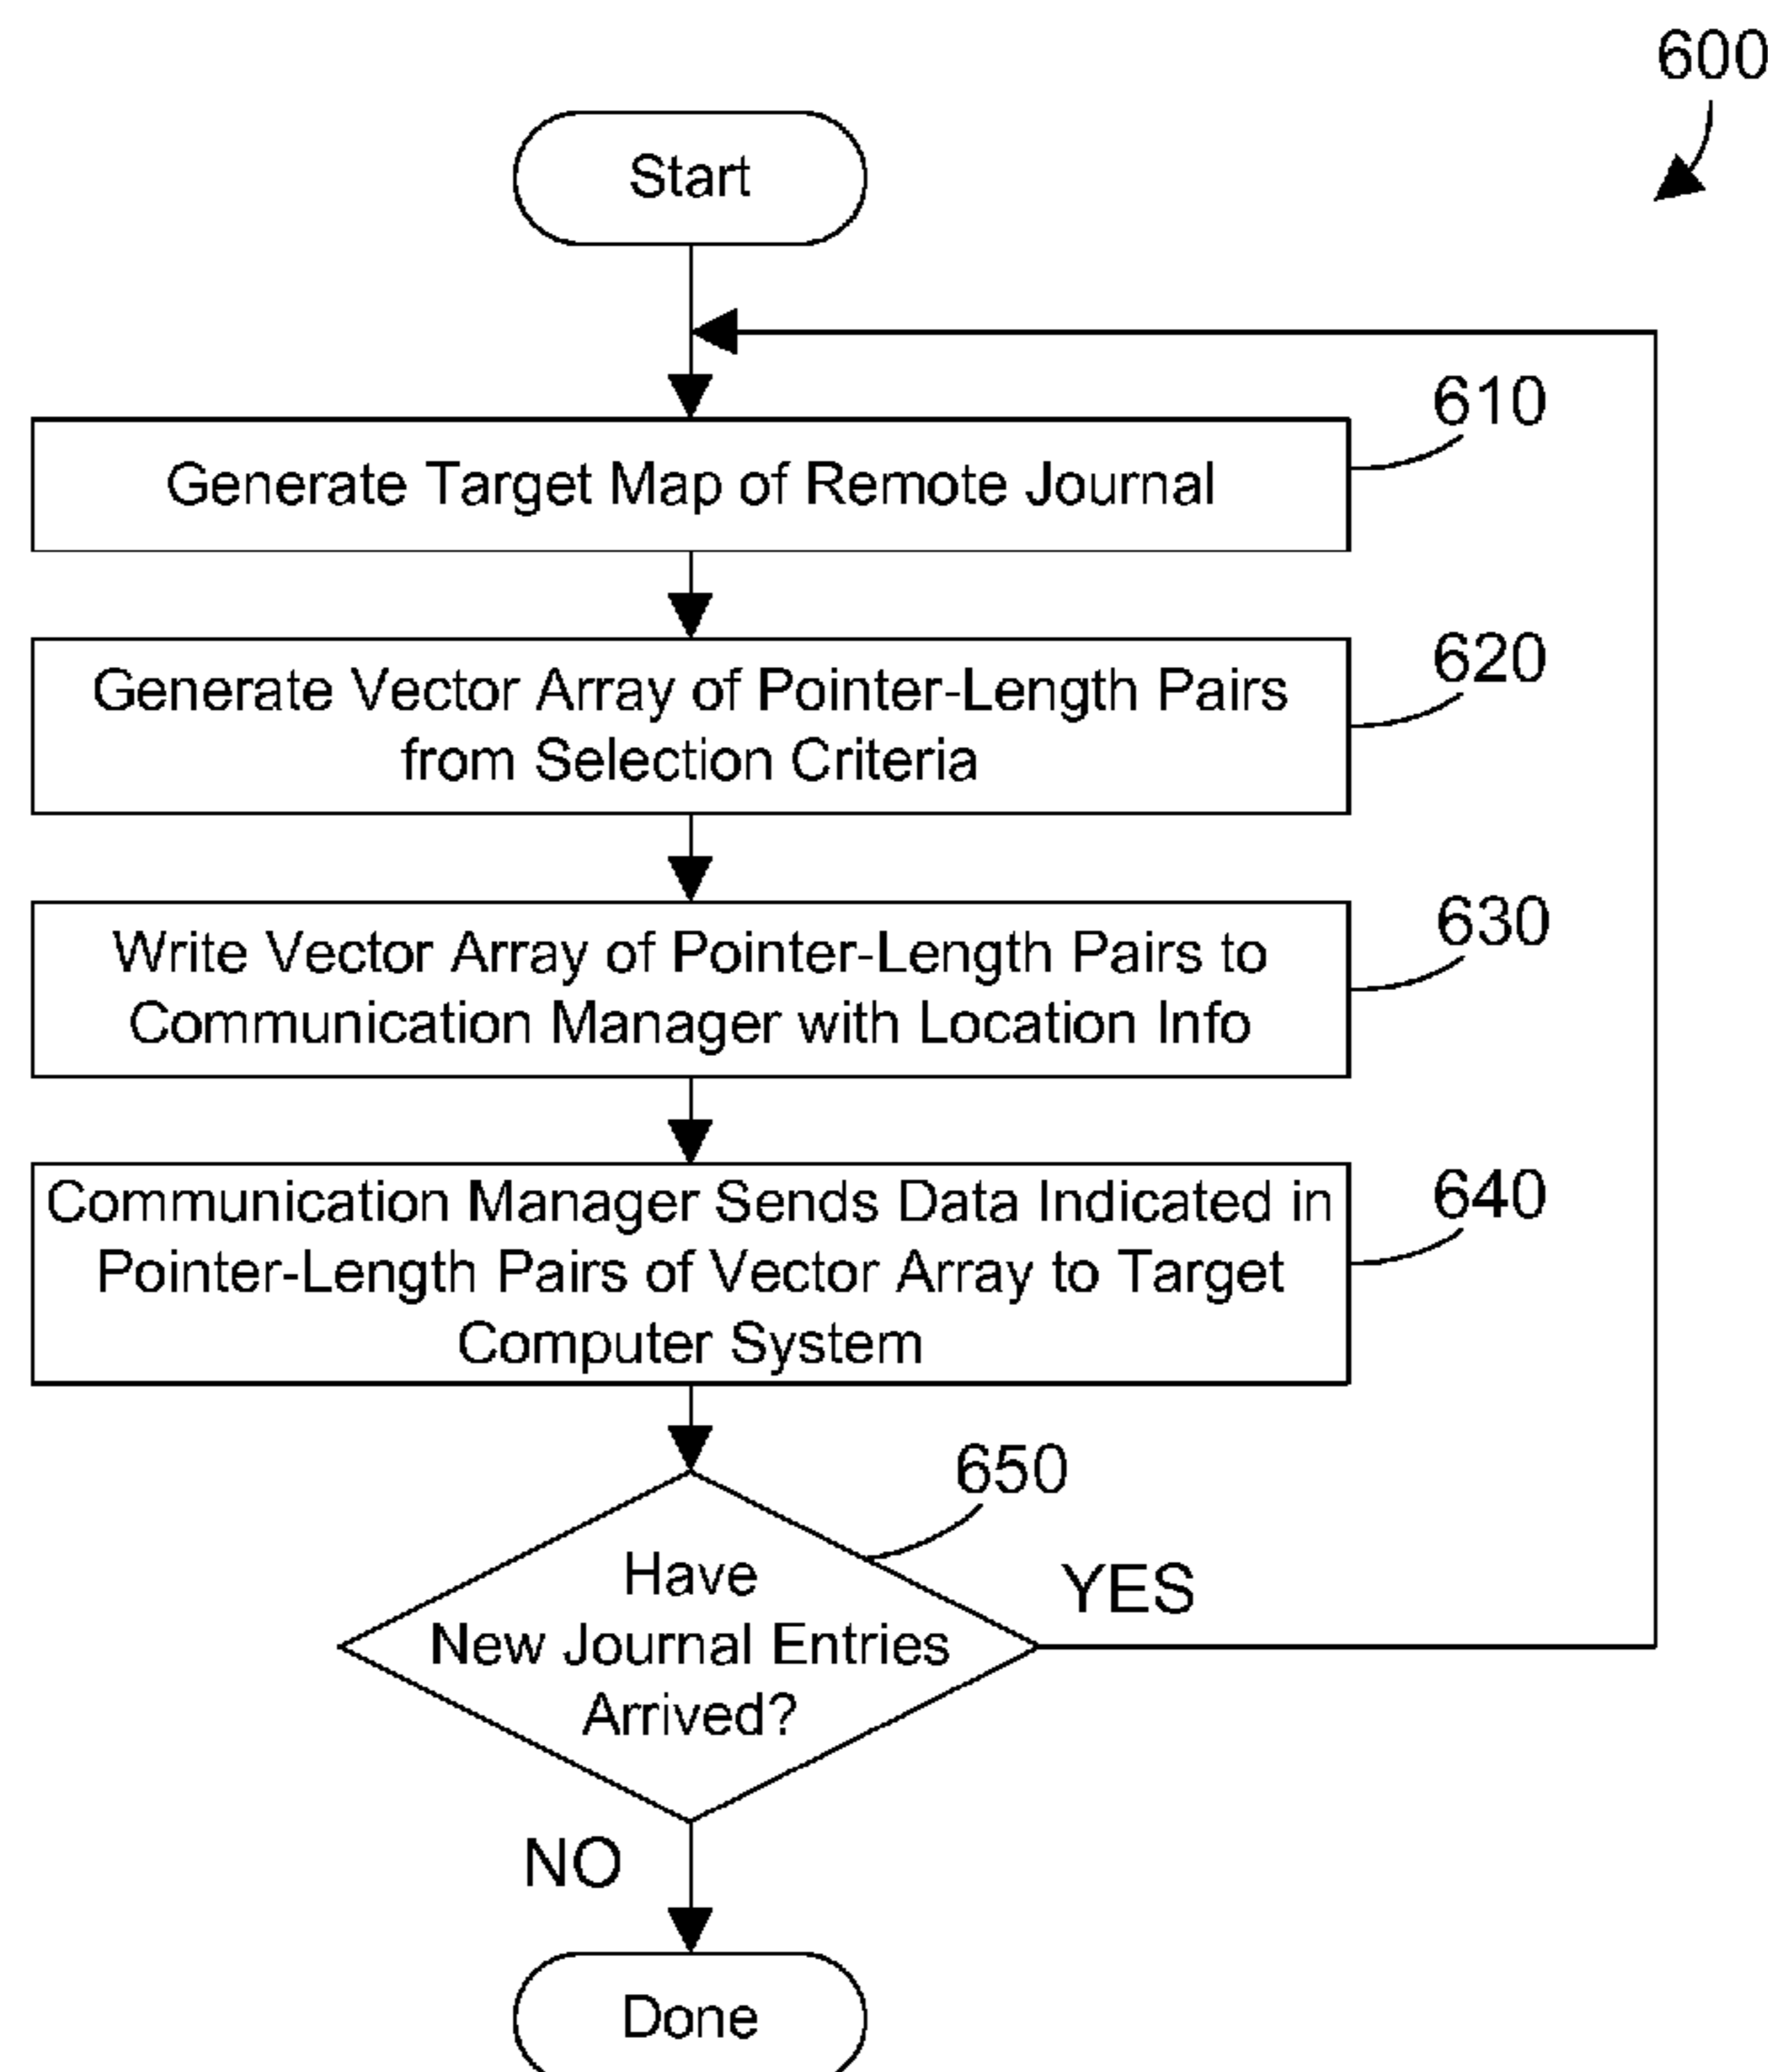 600
Start
610
Generate Target Map of Remote Journal
620
Generate Vector Array of Pointer-Length Pairs
from Selection Criteria
630
Write Vector Array of Pointer-Length Pairs to
Communication Manager with Location Info
640
Communication Manager Sends Data Indicated in
Pointer-Length Pairs of Vector Array to Target
Computer System
650
Have
New Journal Entries
Arrived?
YES
NO
Done